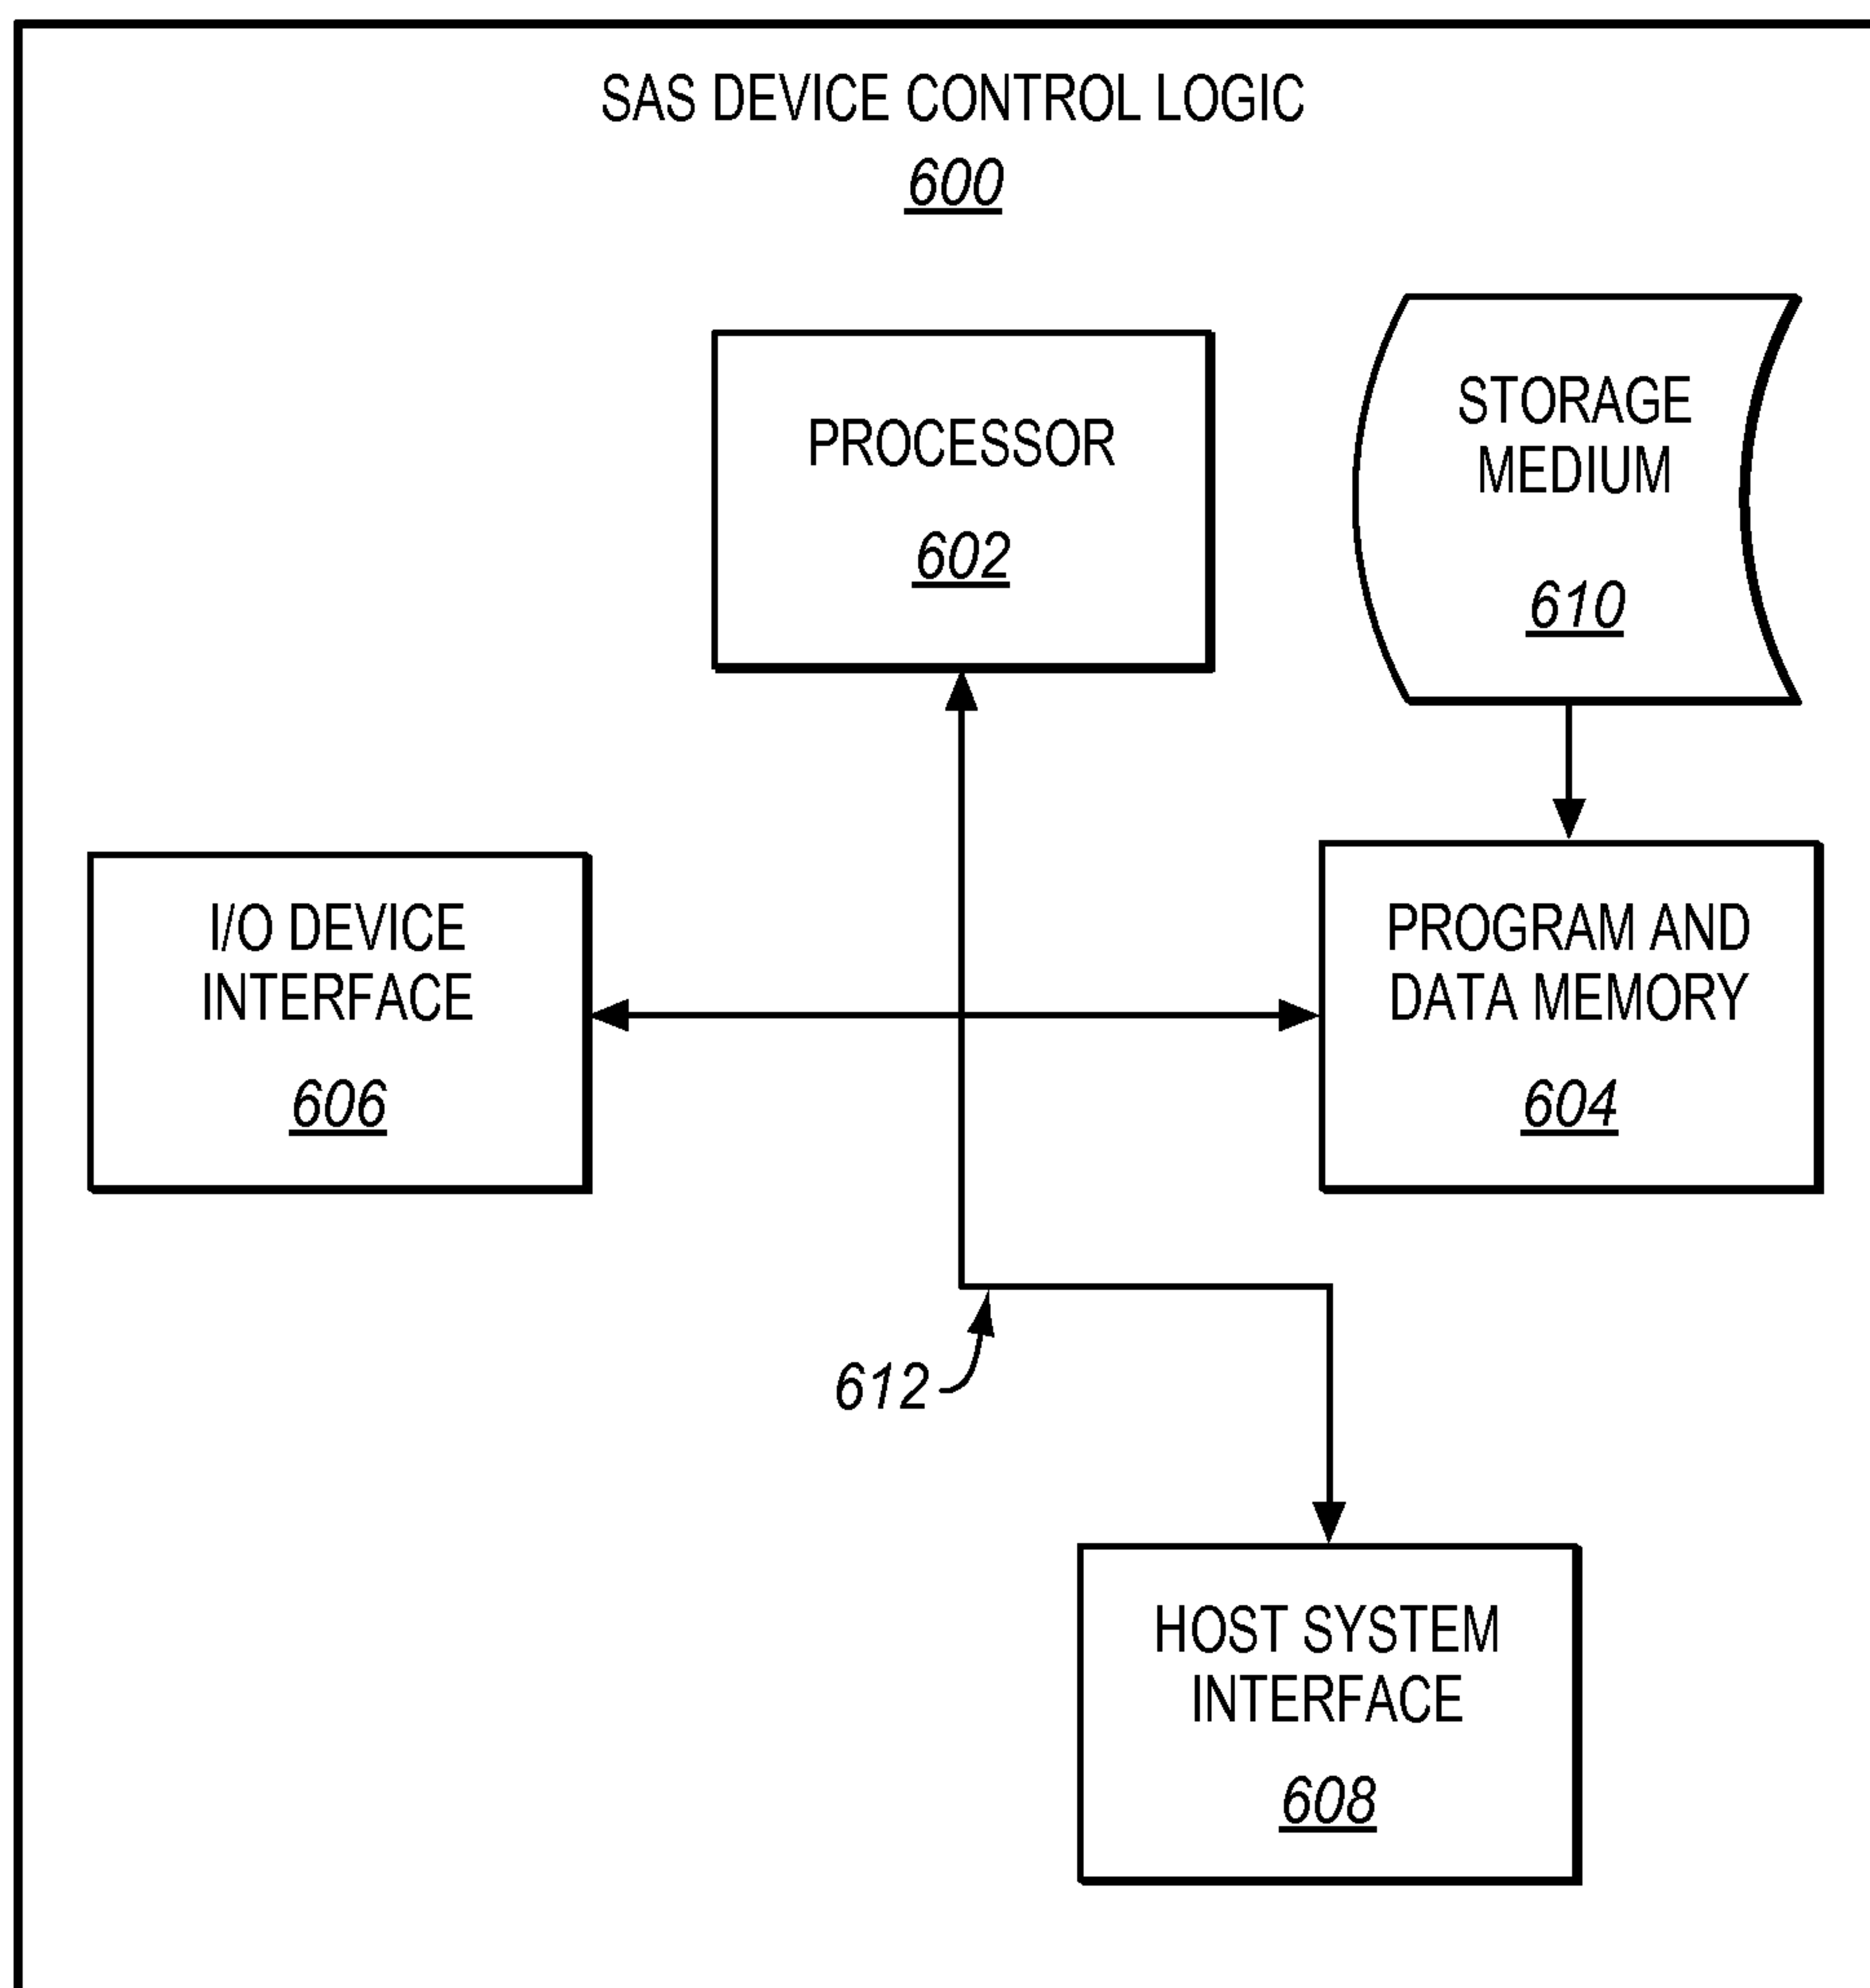 SAS DEVICE CONTROL LOGIC
600
PROCESSOR
602
STORAGE
MEDIUM
610
I/O DEVICE
INTERFACE
606
PROGRAM AND
DATA MEMORY
604
612
HOST SYSTEM
INTERFACE
608